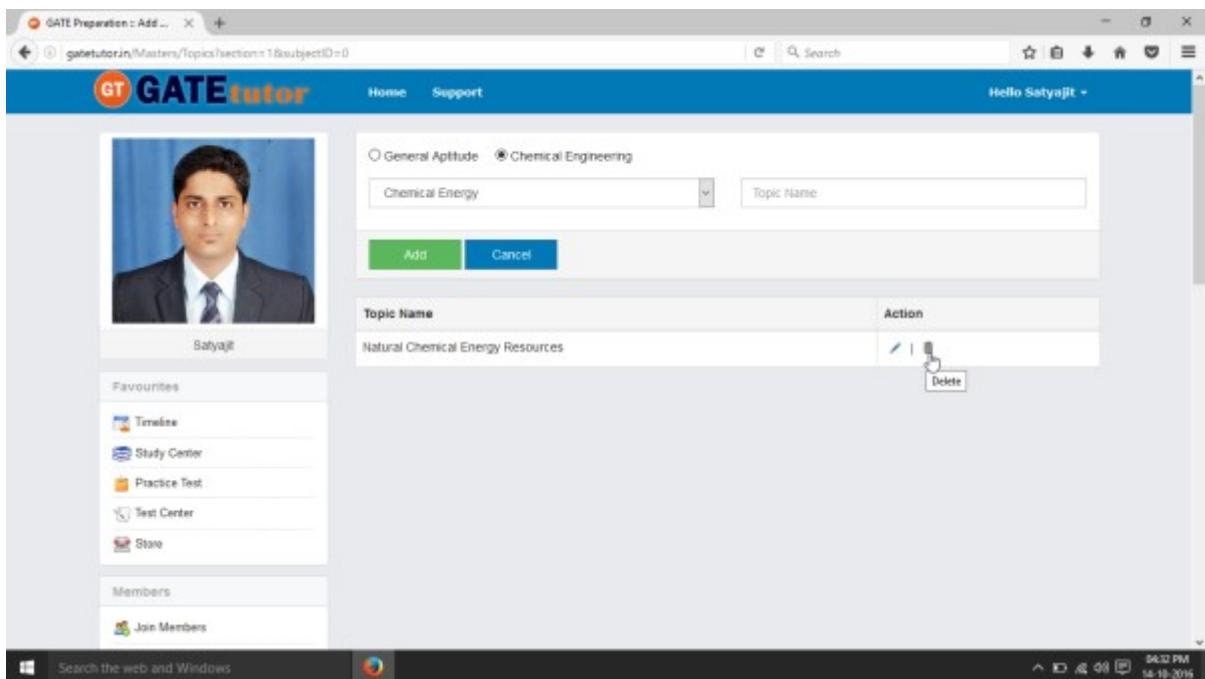 GATE Preparation :: Add ...
gatetutor.in/Masters/Topics?section=1&subjectID=0
Search
GT GATEtutor
Home
Support
Hello Satyajit
General Aptitude
Chemical Engineering
Chemical Energy
Topic Name
Add
Cancel
Topic Name
Action
Satyajit
Natural Chemical Energy Resources
|
Delete
Favourites
Timeline
Study Center
Practice Test
Test Center
Store
Members
Join Members
Search the web and Windows
04:32 PM
14-10-2016